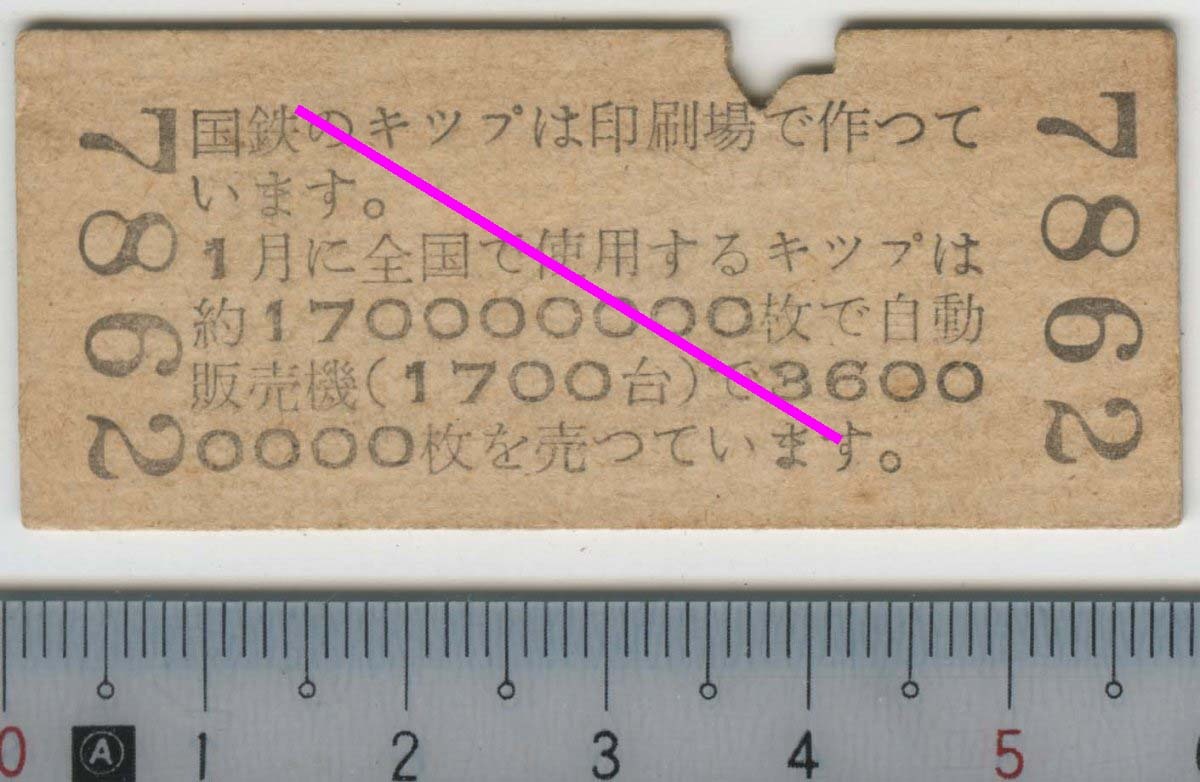 7862
国鉄のキツプは印刷場で作つて
います。
1月に全国で使用するキツプは
約170000000枚で自動
販売機(1700台)で3600
0000枚を売つています。
7862
0 A 1 2 3 4 5